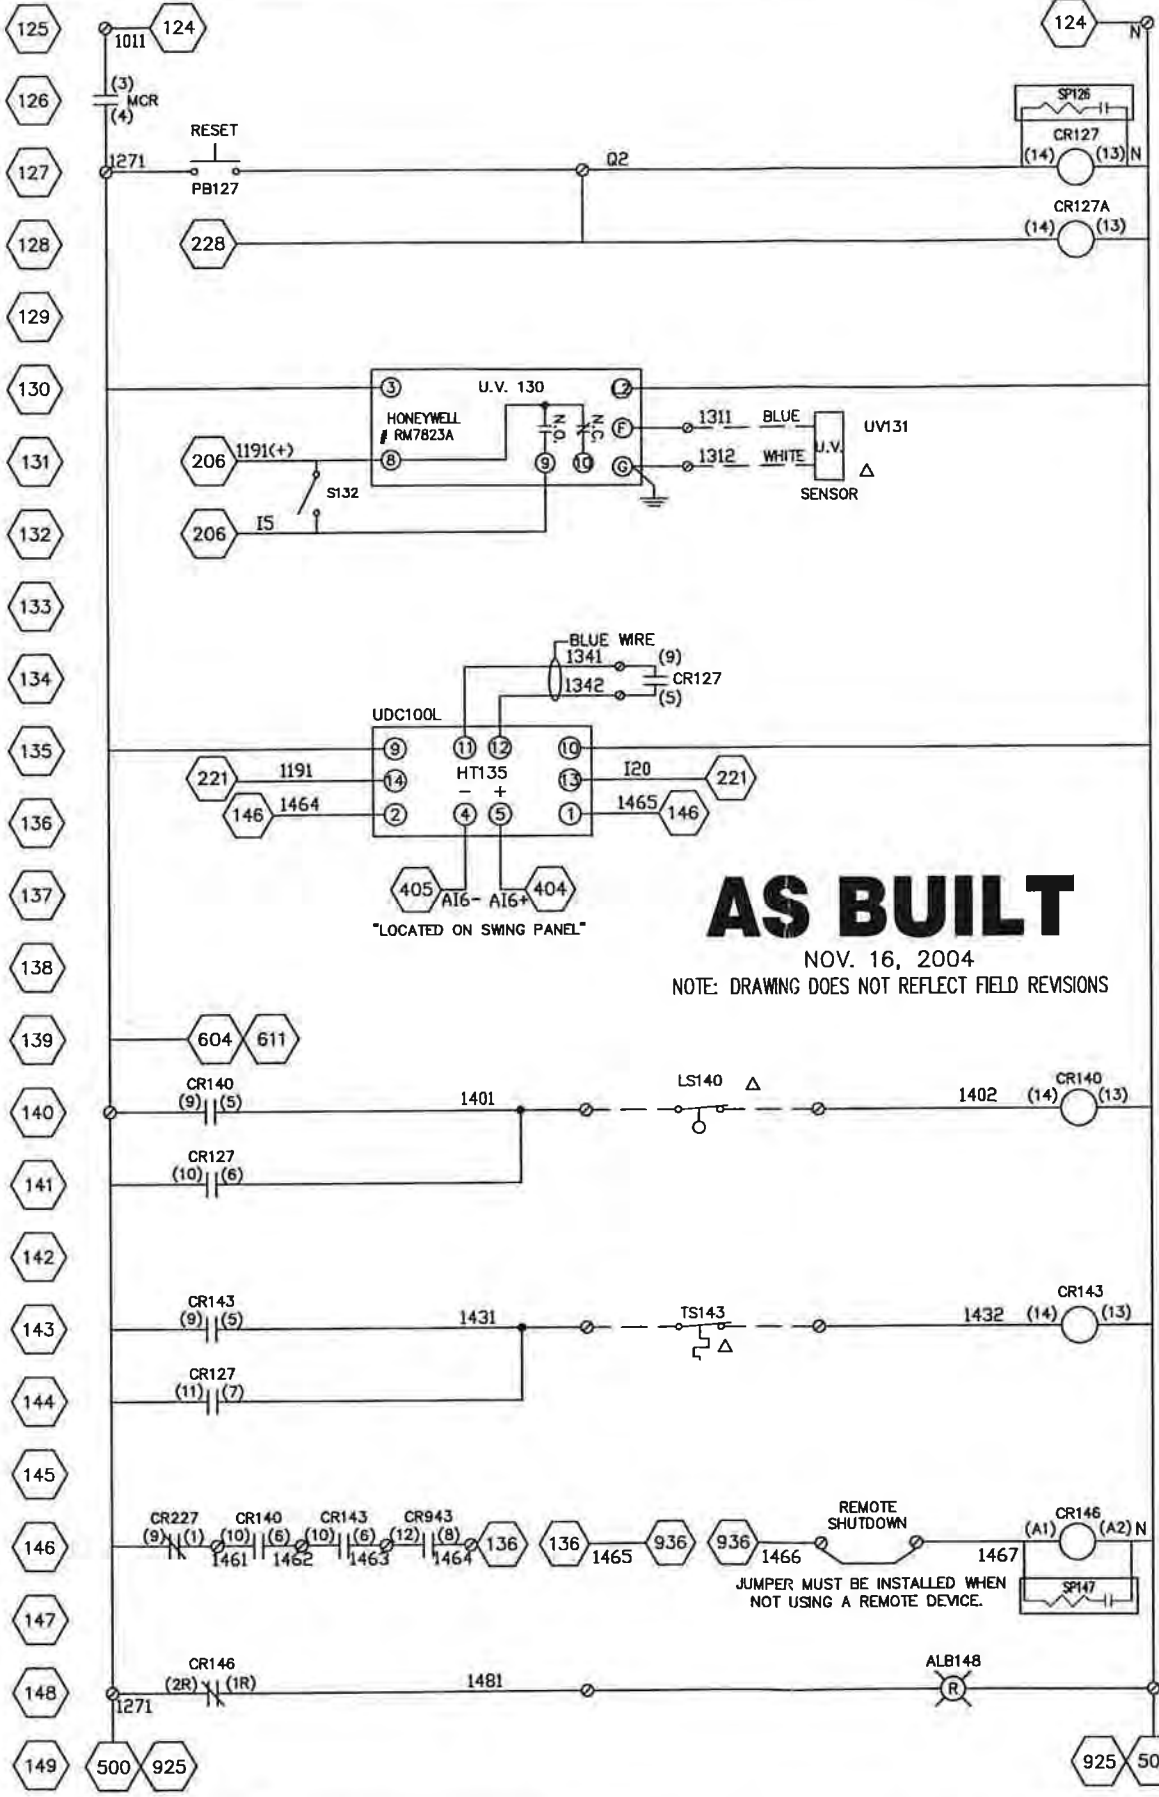 125
1011
124
124
N
126
(3)
MCR
(4)
SP126
RESET
CR127
127
1271
PB127
Q2
(14)
(13)
N
CR127A
128
228
(14)
(13)
129
130
3
U.V. 130
L2
HONEYWELL
# RM7823A
N.O.
N.C.
F
1311
BLUE
UV131
131
206
1191(+)
8
9
10
G
1312
WHITE
U.V.
S132
SENSOR
132
206
I5
133
BLUE WIRE
1341
(9)
134
CR127
1342
(5)
UDC100L
135
9
11
12
10
221
1191
14
HT135
13
I20
221
- +
136
146
1464
2
4
5
1
1465
146
137
405
AI6-
AI6+
404
"LOCATED ON SWING PANEL"
AS BUILT
NOV. 16, 2004
NOTE: DRAWING DOES NOT REFLECT FIELD REVISIONS
138
139
604
611
CR140
LS140
CR140
140
(9)
(5)
1401
1402
(14)
(13)
CR127
141
(10)
(6)
142
CR143
TS143
CR143
143
(9)
(5)
1431
1432
(14)
(13)
CR127
144
(11)
(7)
145
CR227
CR140
CR143
CR943
REMOTE
SHUTDOWN
CR146
146
(9)
(1)
(10)
(6)
(10)
(6)
(12)
(8)
136
136
936
936
(A1)
(A2)
N
1461
1462
1463
1464
1465
1466
1467
JUMPER MUST BE INSTALLED WHEN
NOT USING A REMOTE DEVICE.
SP147
147
CR146
ALB148
148
(2R)
(1R)
1481
R
1271
149
500
925
925
50